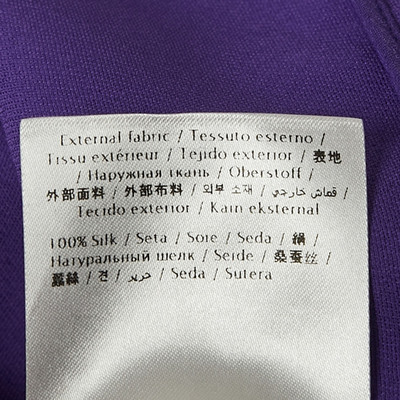 External fabric / Tessuto esterno /
Tissu extérieur / Tejido exterior / 表地
/ Наружная ткань / Oberstoff /
外部面料 / 外部布料 / 외부 소재 / قماش خارجي /
Tecido exterior / Kain eksternal
100% Silk / Seta / Soie / Seda / 絹 /
Натуральный шелк / Serde / 桑蚕丝 /
蠶絲 / 견 / حرير / Seda / Sutera